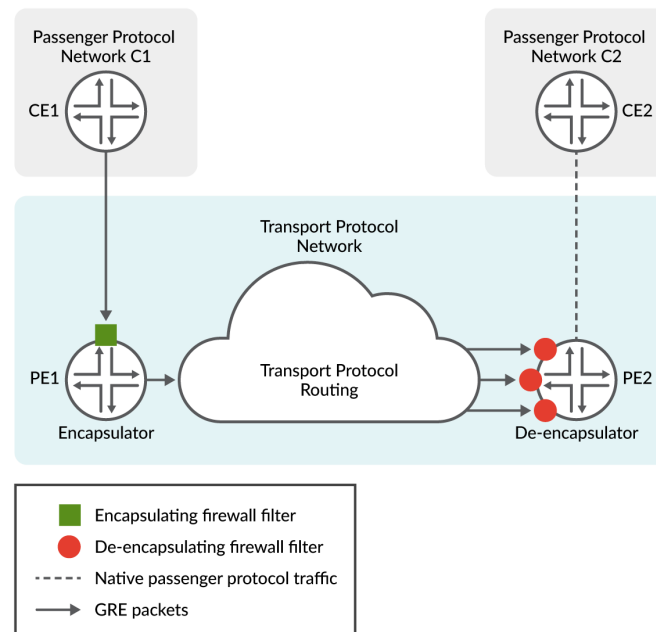 Passenger Protocol
Network C1
Passenger Protocol
Network C2
CE1
CE2
Transport Protocol
Network
Transport Protocol
Routing
PE1
PE2
Encapsulator
De-encapsulator
Encapsulating firewall filter
De-encapsulating firewall filter
Native passenger protocol traffic
GRE packets